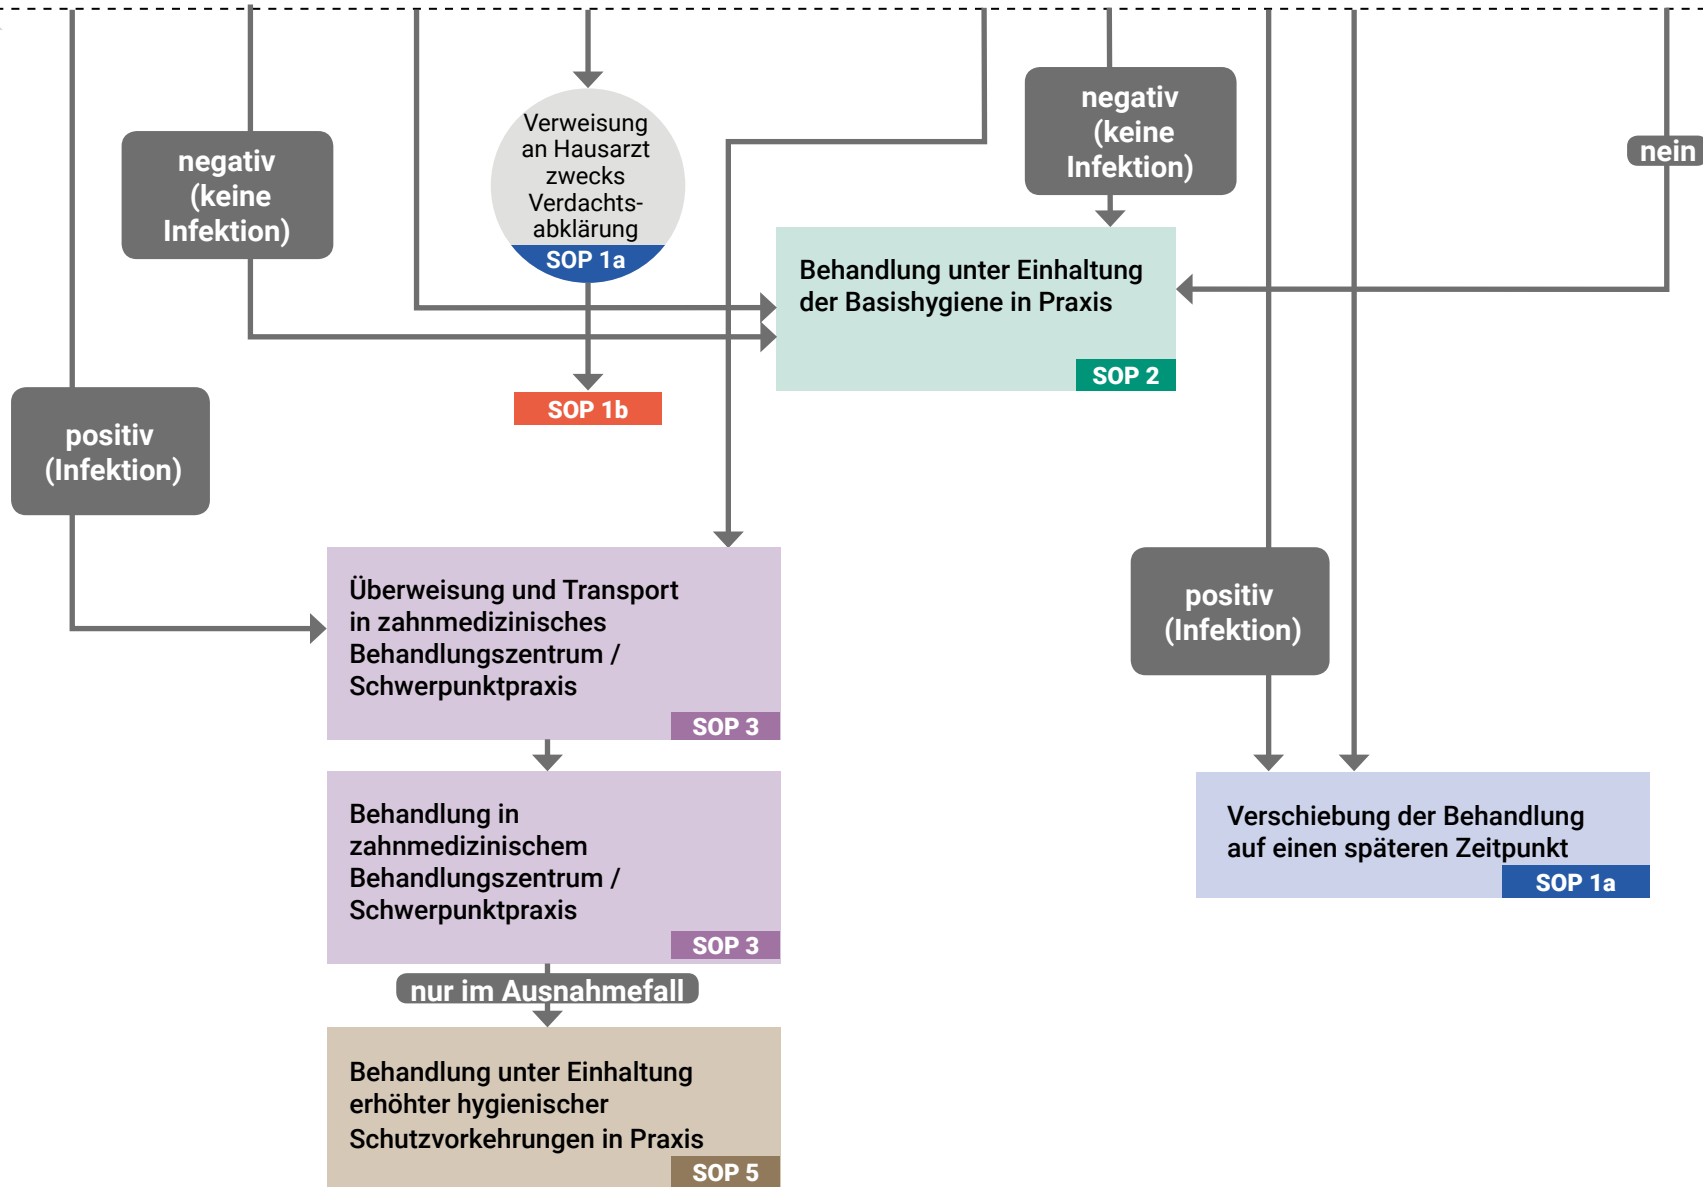 negativ
(keine
Infektion)
Verweisung
an Hausarzt
zwecks
Verdachts-
abklärung
SOP 1a
negativ
(keine
Infektion)
nein
Behandlung unter Einhaltung
der Basishygiene in Praxis
SOP 2
SOP 1b
positiv
(Infektion)
Überweisung und Transport
in zahnmedizinisches
Behandlungszentrum /
Schwerpunktpraxis
SOP 3
positiv
(Infektion)
Behandlung in
zahnmedizinischem
Behandlungszentrum /
Schwerpunktpraxis
SOP 3
Verschiebung der Behandlung
auf einen späteren Zeitpunkt
SOP 1a
nur im Ausnahmefall
Behandlung unter Einhaltung
erhöhter hygienischer
Schutzvorkehrungen in Praxis
SOP 5